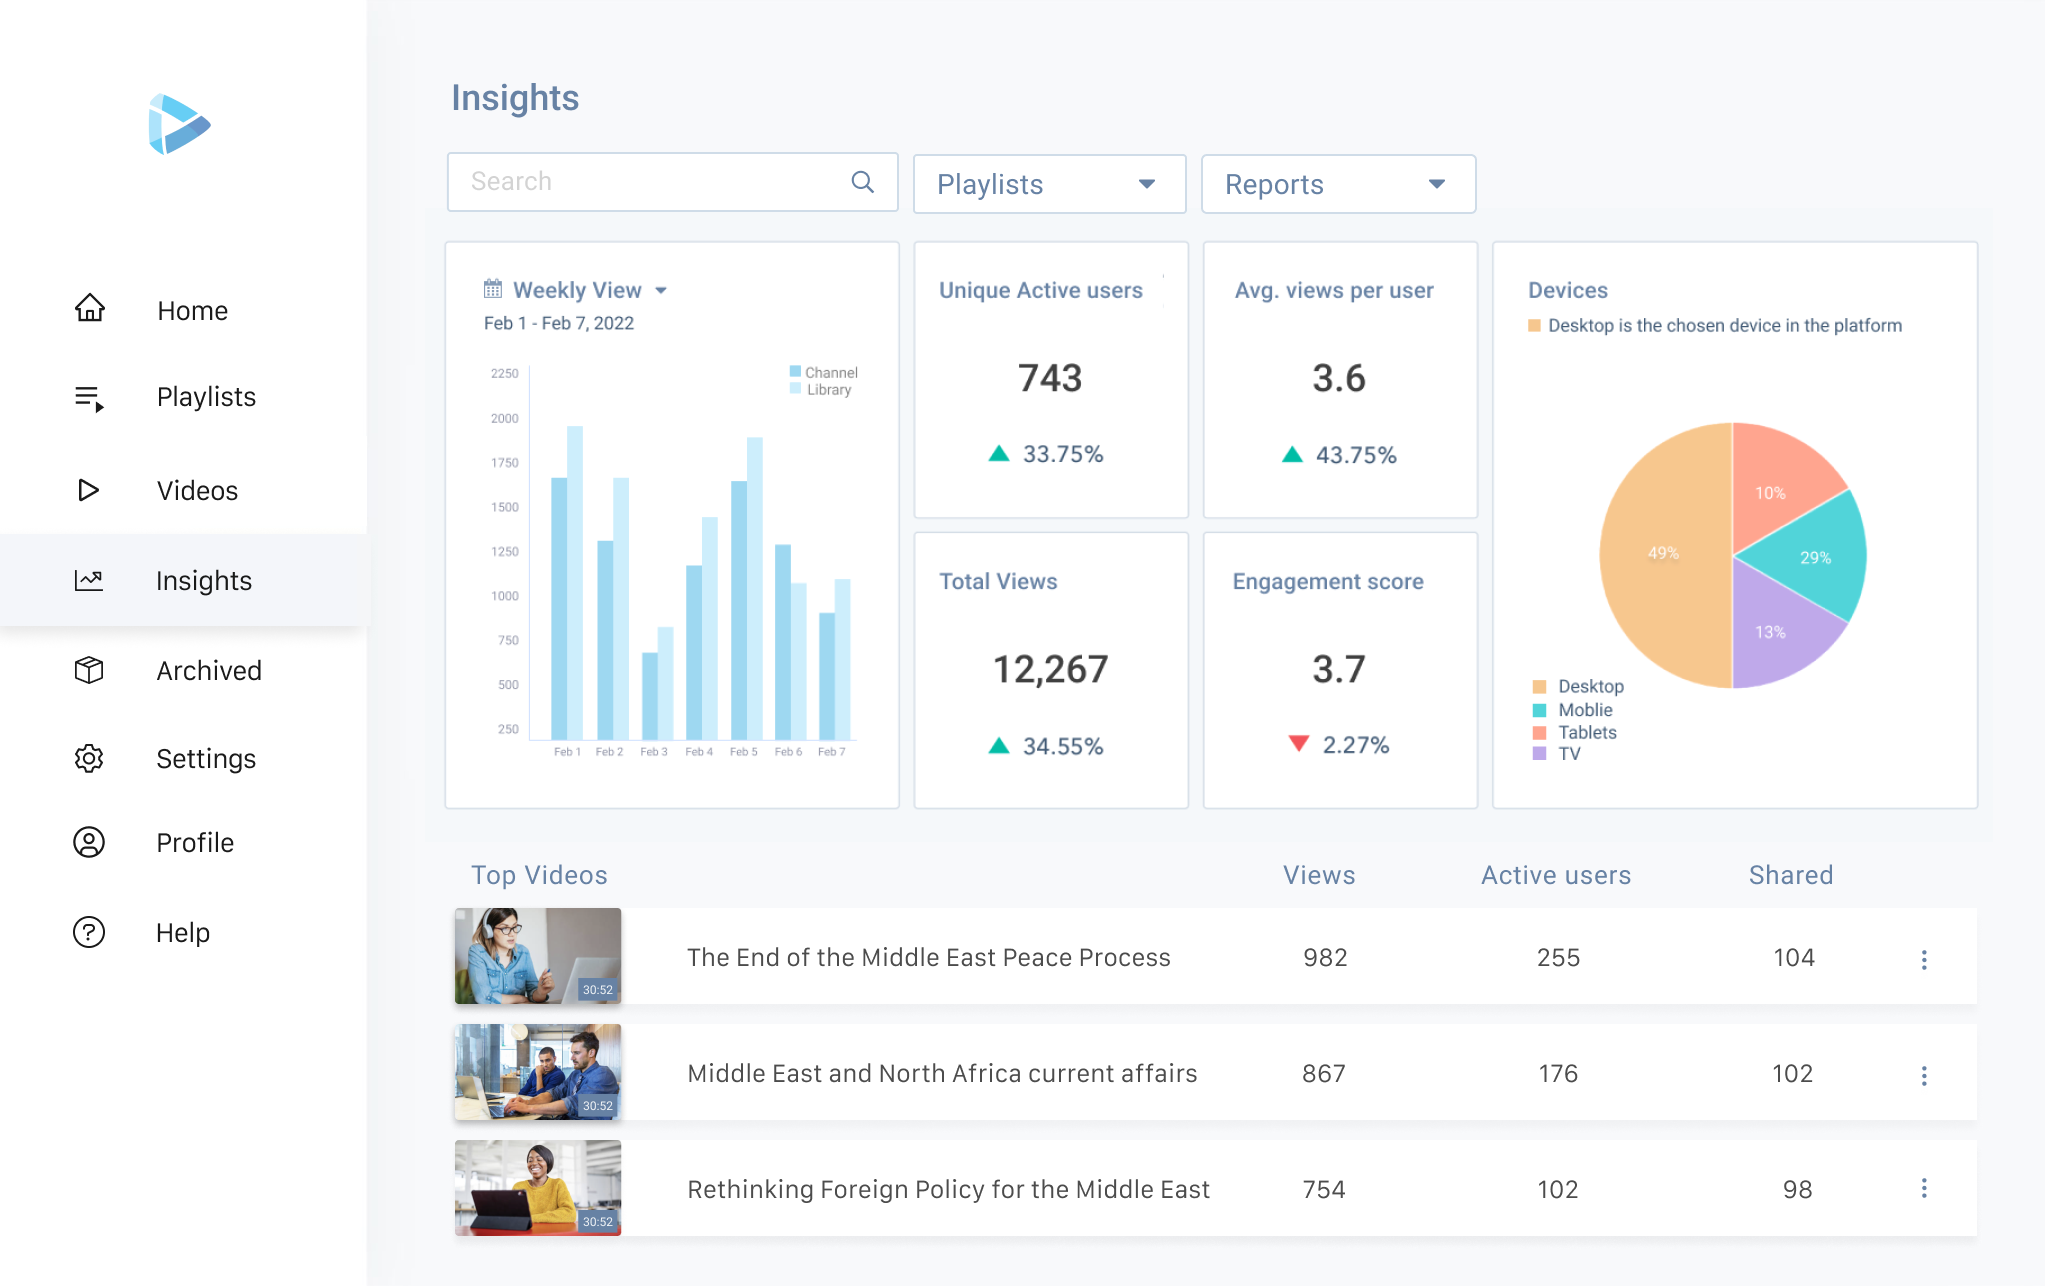 Insights
Search
Playlists
Reports
Home
Playlists
Videos
Insights
Archived
Settings
Profile
Help
Weekly View
Feb 1 - Feb 7, 2022
Channel
Library
2250
2000
1750
1500
1250
1000
750
500
250
Feb 1 Feb 2 Feb 3 Feb 4 Feb 5 Feb 6 Feb 7
Unique Active users
743
33.75%
Avg. views per user
3.6
43.75%
Total Views
12,267
34.55%
Engagement score
3.7
2.27%
Devices
Desktop is the chosen device in the platform
10%
49%
29%
13%
Desktop
Moblie
Tablets
TV
Top Videos Views Active users Shared
30:52
The End of the Middle East Peace Process 982 255 104
30:52
Middle East and North Africa current affairs 867 176 102
30:52
Rethinking Foreign Policy for the Middle East 754 102 98